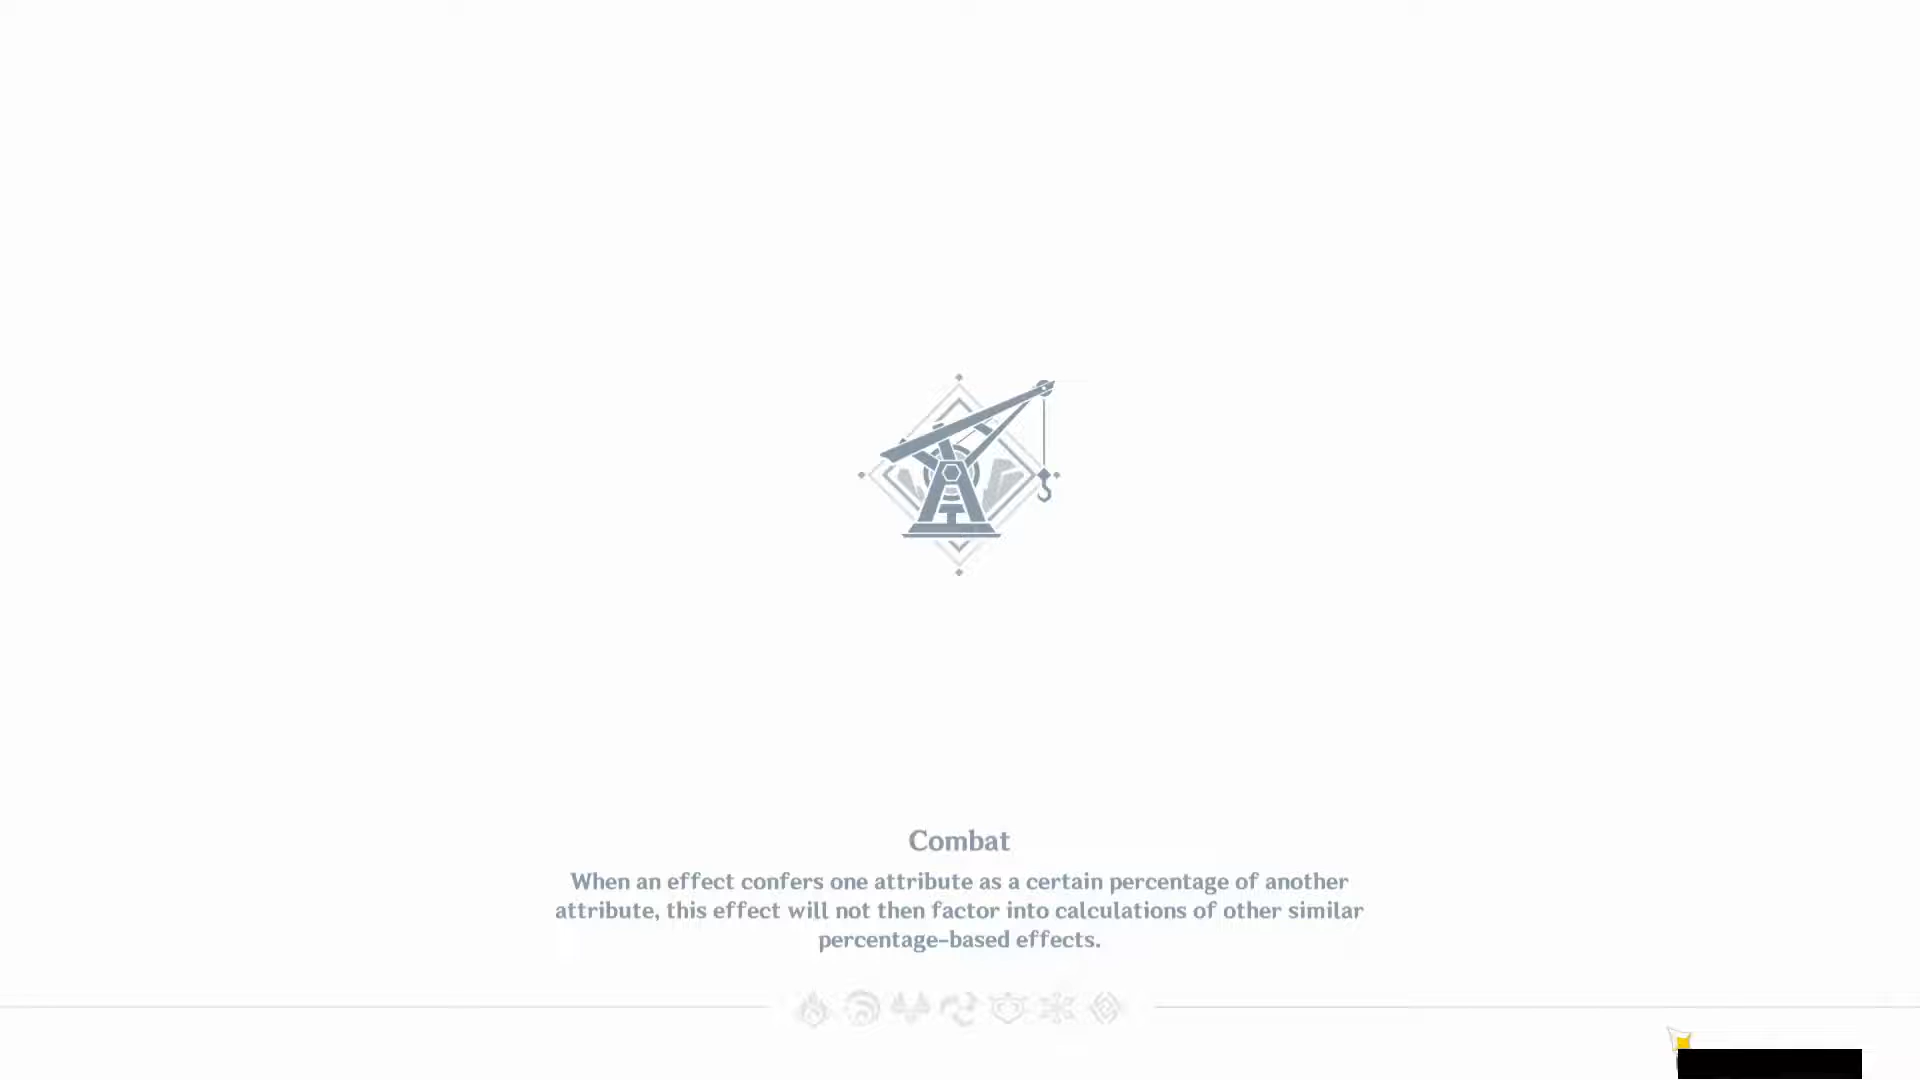 Combat
When an effect confers one attribute as a certain percentage of another
attribute, this effect will not then factor into calculations of other similar
percentage-based effects.